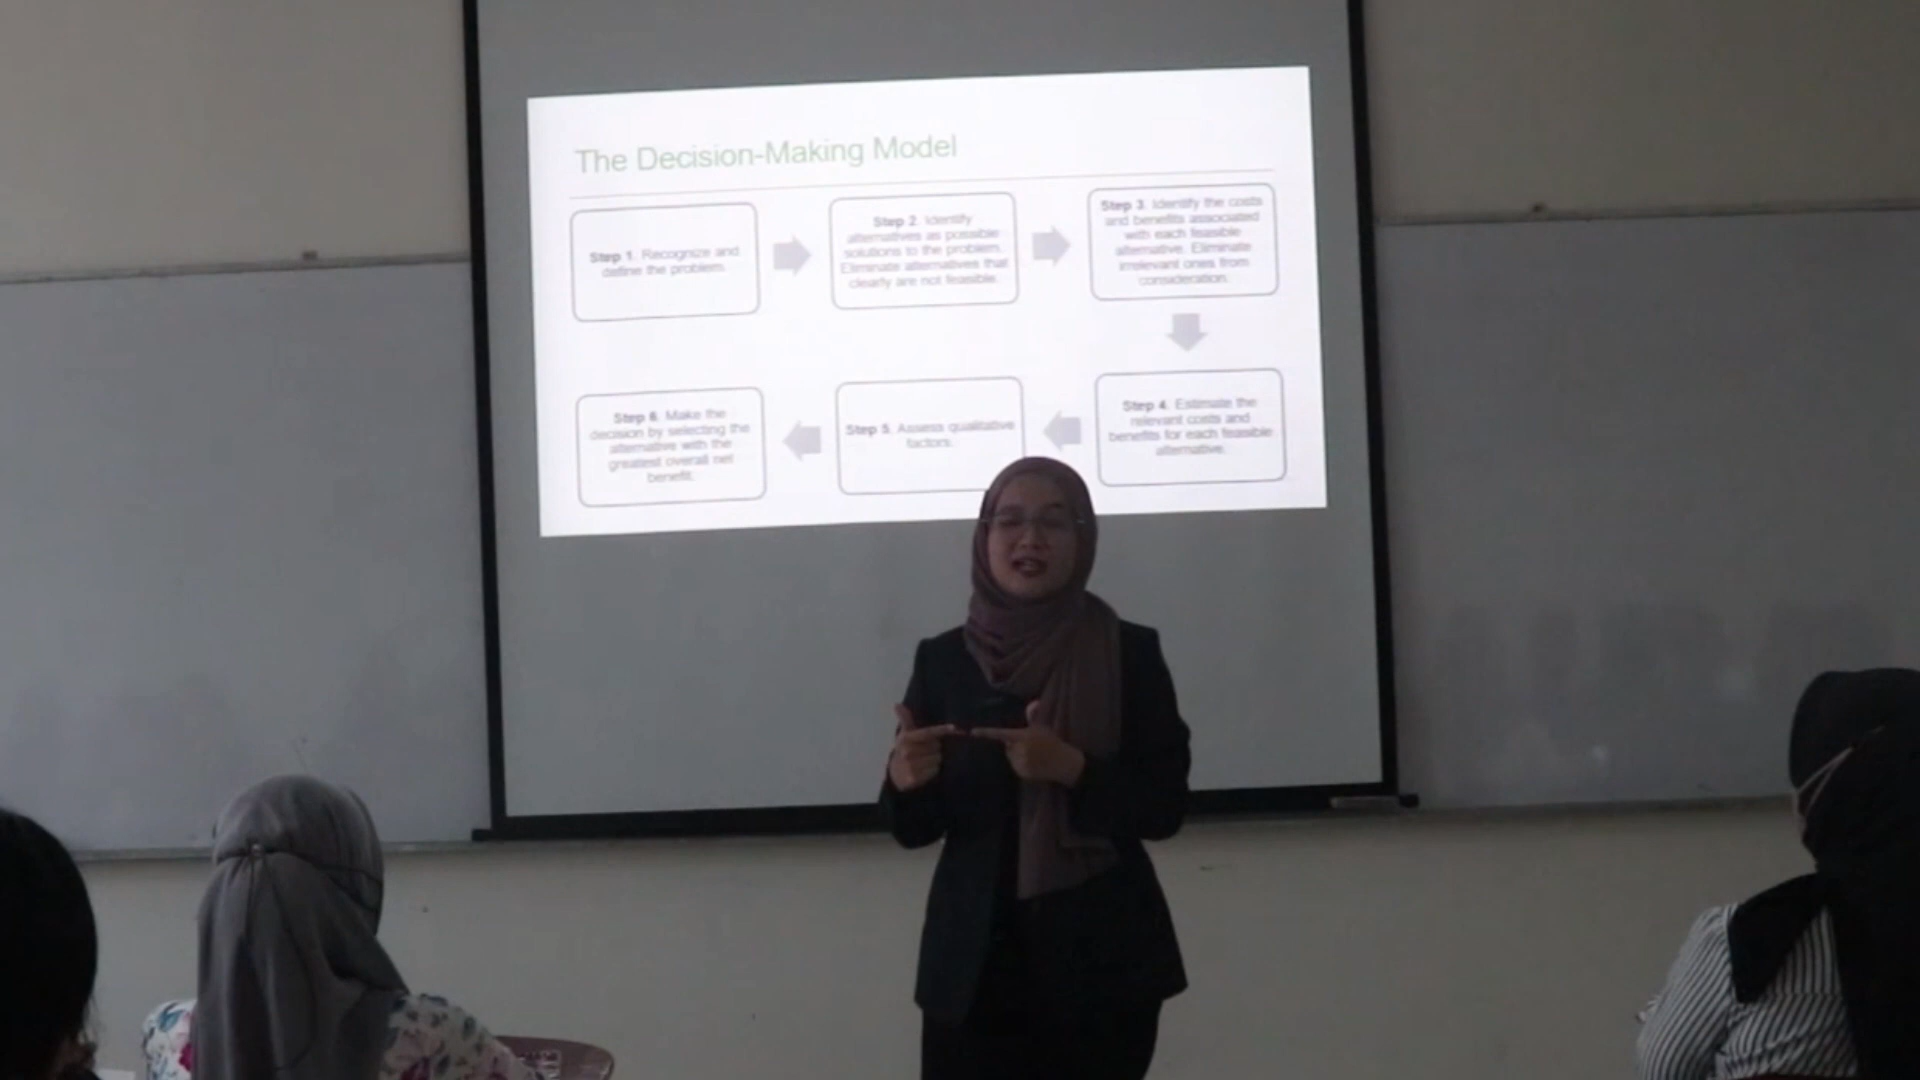 The Decision-Making Model
Step 1. Recognize and
define the problem.
Step 2. Identify
alternatives as possible
solutions to the problem.
Eliminate alternatives that
clearly are not feasible.
Step 3. Identify the costs
and benefits associated
with each feasible
alternative. Eliminate
irrelevant ones from
consideration.
Step 4. Estimate the
relevant costs and
benefits for each feasible
alternative.
Step 5. Assess qualitative
factors.
Step 6. Make the
decision by selecting the
alternative with the
greatest overall net
benefit.